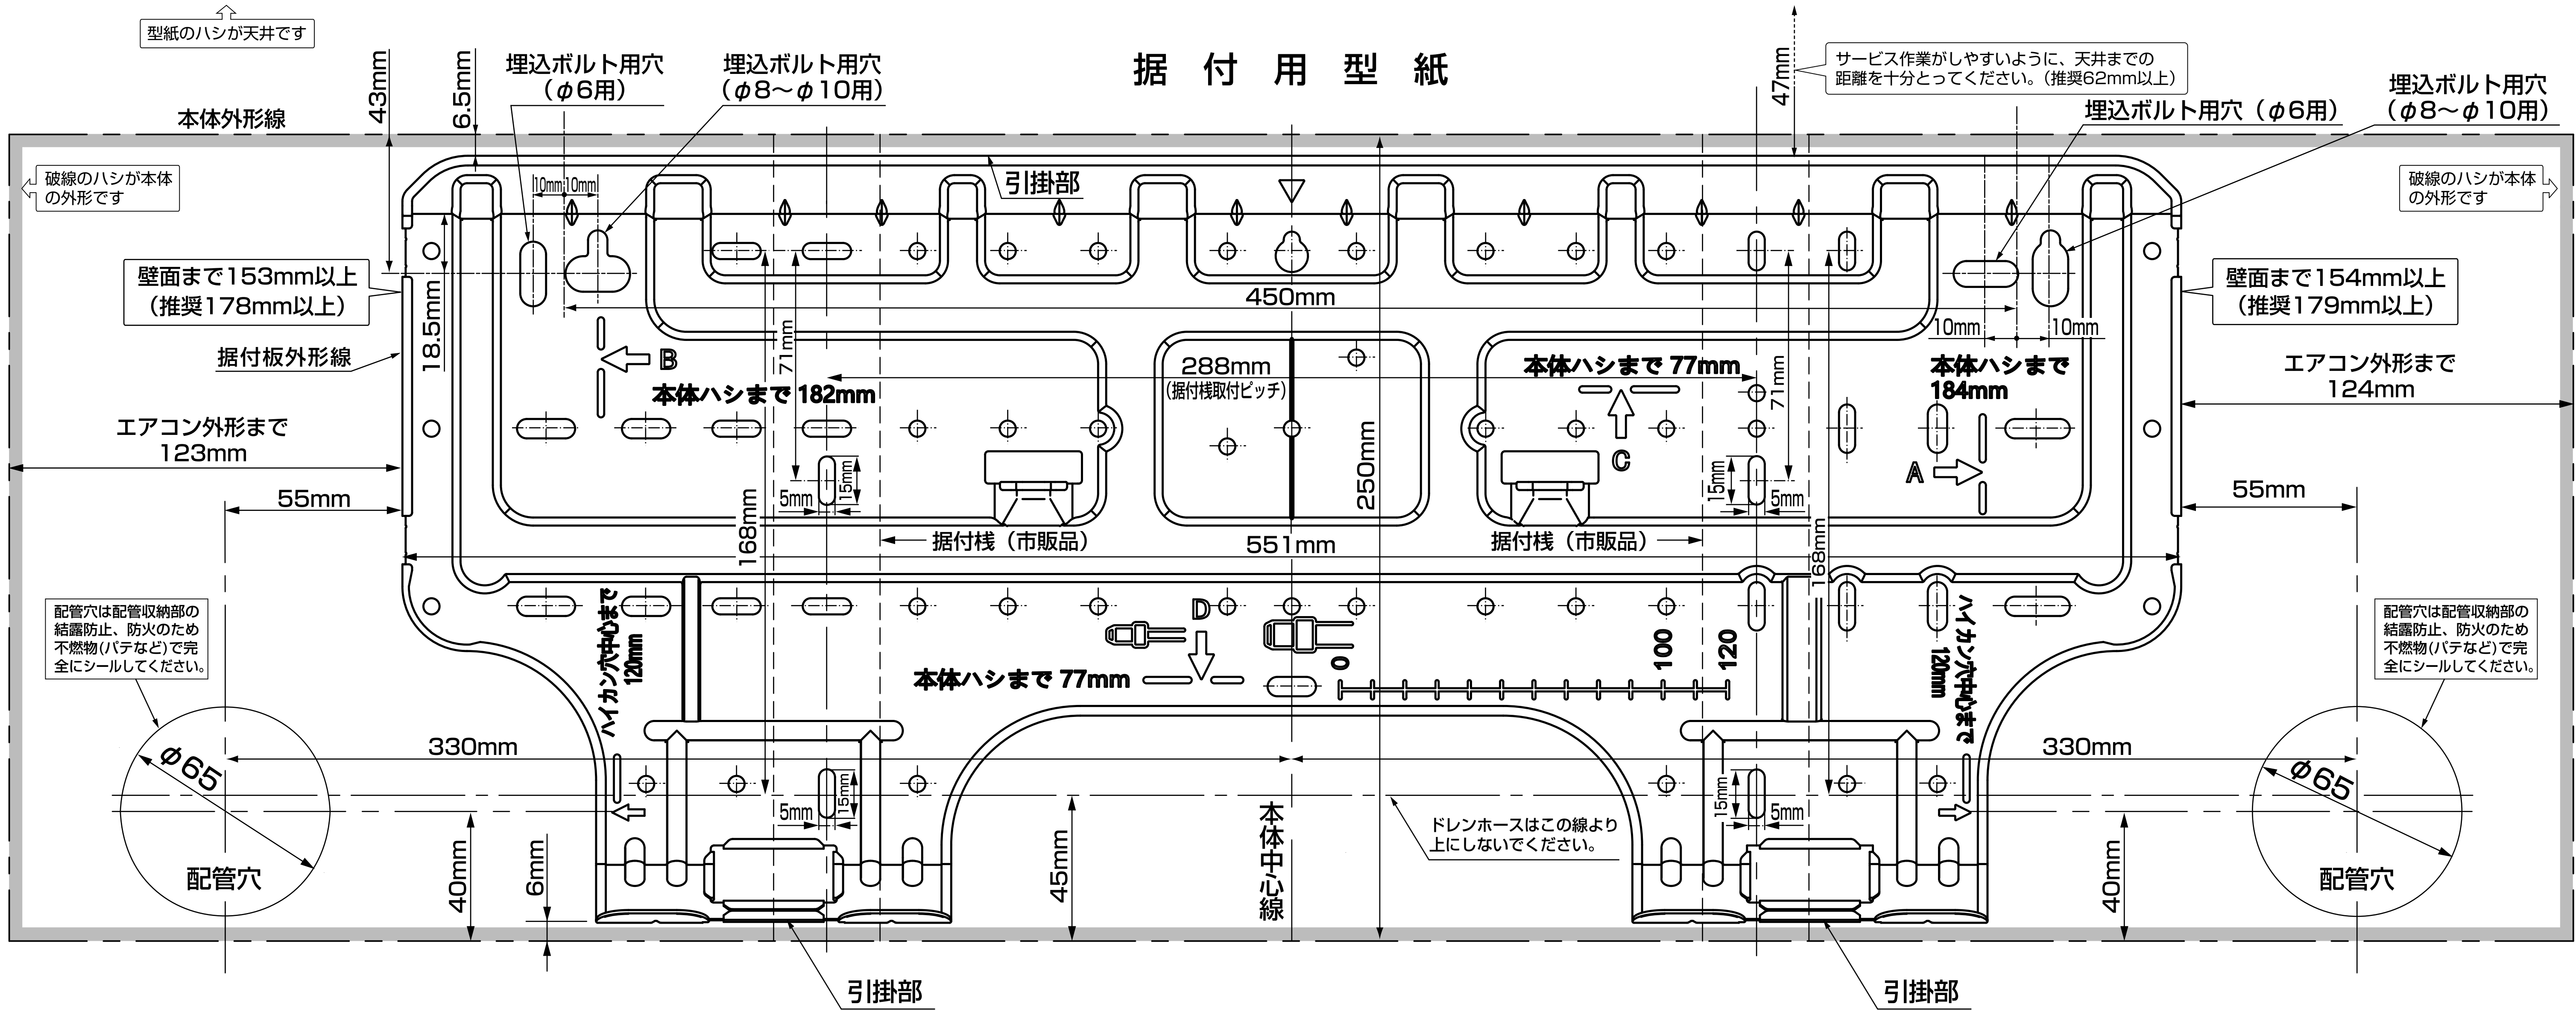 型紙のハシが天井です
据付用型紙
43mm
6.5mm
埋込ボルト用穴
（φ6用）
埋込ボルト用穴
（φ8〜φ10用）
47mm
サービス作業がしやすいように、天井までの
距離を十分とってください。（推奨62mm以上）
埋込ボルト用穴（φ6用）
埋込ボルト用穴
（φ8〜φ10用）
本体外形線
破線のハシが本体
の外形です
10mm
10mm
引掛部
破線のハシが本体
の外形です
壁面まで153mm以上
（推奨178mm以上）
18.5mm
450mm
壁面まで154mm以上
（推奨179mm以上）
10mm
10mm
据付板外形線
B
本体ハシまで 182mm
71mm
288mm
（据付桟取付ピッチ）
本体ハシまで 77mm
C
71mm
本体ハシまで
184mm
A
エアコン外形まで
124mm
エアコン外形まで
123mm
55mm
168mm
5mm
15mm
250mm
15mm
5mm
168mm
55mm
据付桟（市販品）
551mm
据付桟（市販品）
配管穴は配管収納部の
結露防止、防火のため
不燃物(パテなど)で完
全にシールしてください。
ハイカン穴中心まで
120mm
D
本体ハシまで 77mm
0
100
120
ハイカン穴中心まで
120mm
配管穴は配管収納部の
結露防止、防火のため
不燃物(パテなど)で完
全にシールしてください。
φ65
330mm
330mm
φ65
5mm
15mm
15mm
5mm
配管穴
40mm
6mm
45mm
本体中心線
ドレンホースはこの線より
上にしないでください。
40mm
配管穴
引掛部
引掛部